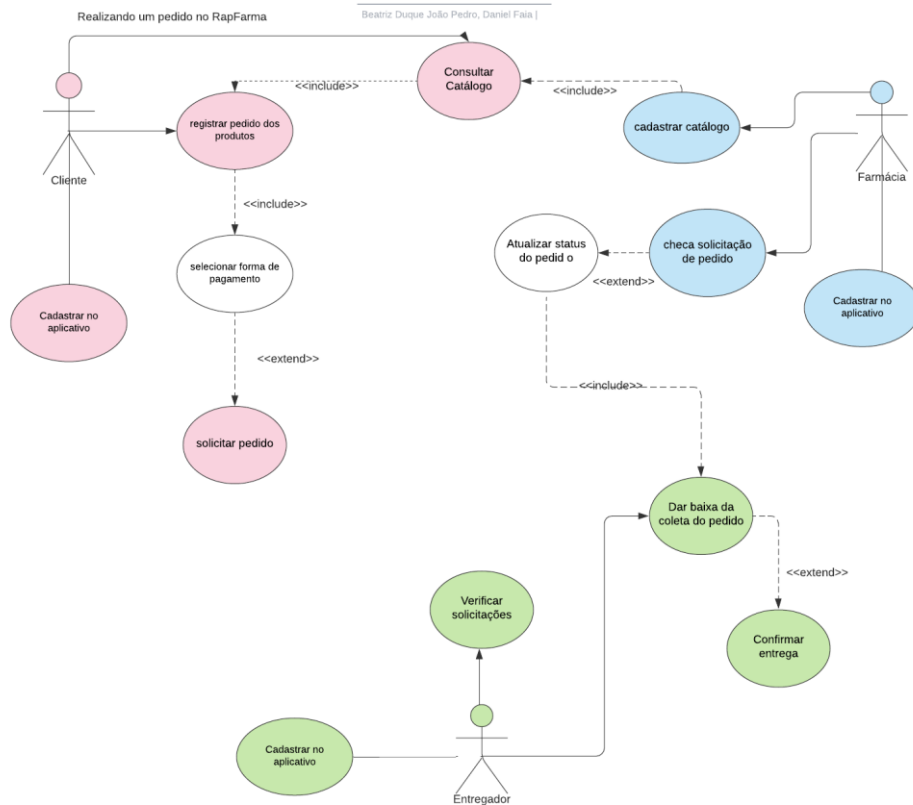 Realizando um pedido no RapFarma
Beatriz Duque João Pedro, Daniel Faia |
Consultar
Catálogo
<<include>>
<<include>>
registrar pedido dos
produtos
cadastrar catálogo
Cliente
Farmácia
<<include>>
Atualizar status
do pedid o
checa solicitação
de pedido
selecionar forma de
pagamento
<<extend>>
Cadastrar no
aplicativo
Cadastrar no
aplicativo
<<extend>>
<<include>>
solicitar pedido
Dar baixa da
coleta do pedido
<<extend>>
Verificar
solicitações
Confirmar
entrega
Cadastrar no
aplicativo
Entregador